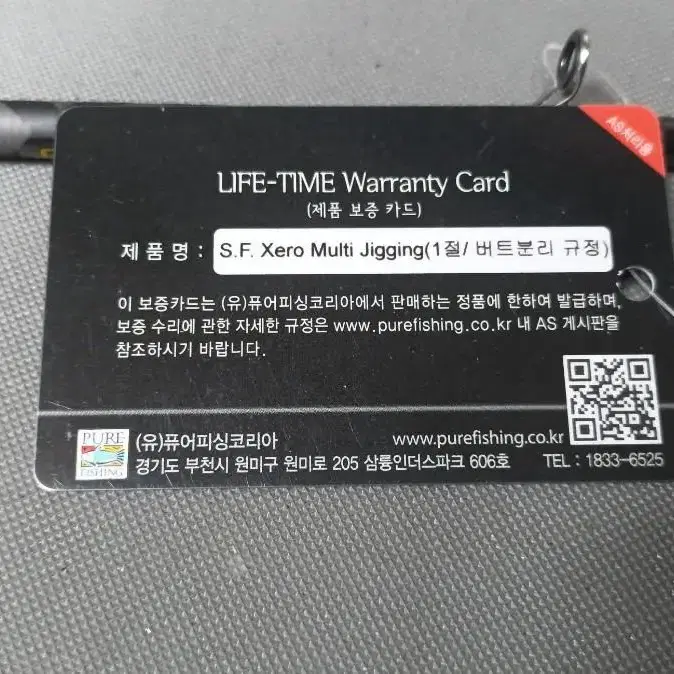 AS처리용
LIFE-TIME Warranty Card
(제품 보증 카드)
제 품 명 : S.F. Xero Multi Jigging(1절/ 버트분리 규정)
이 보증카드는 (유)퓨어피싱코리아에서 판매하는 정품에 한하여 발급하며,
보증 수리에 관한 자세한 규정은 www.purefishing.co.kr 내 AS 게시판을
참조하시기 바랍니다.
PURE
FISHING
(유)퓨어피싱코리아
www.purefishing.co.kr
경기도 부천시 원미구 원미로 205 삼룡인더스파크 606호
TEL : 1833-6525